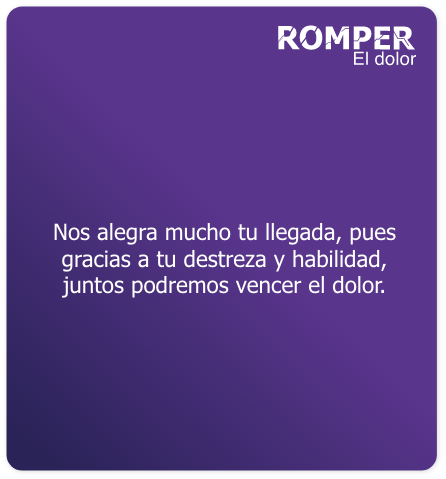 ROMPER
El dolor
Nos alegra mucho tu llegada, pues
gracias a tu destreza y habilidad,
juntos podremos vencer el dolor.